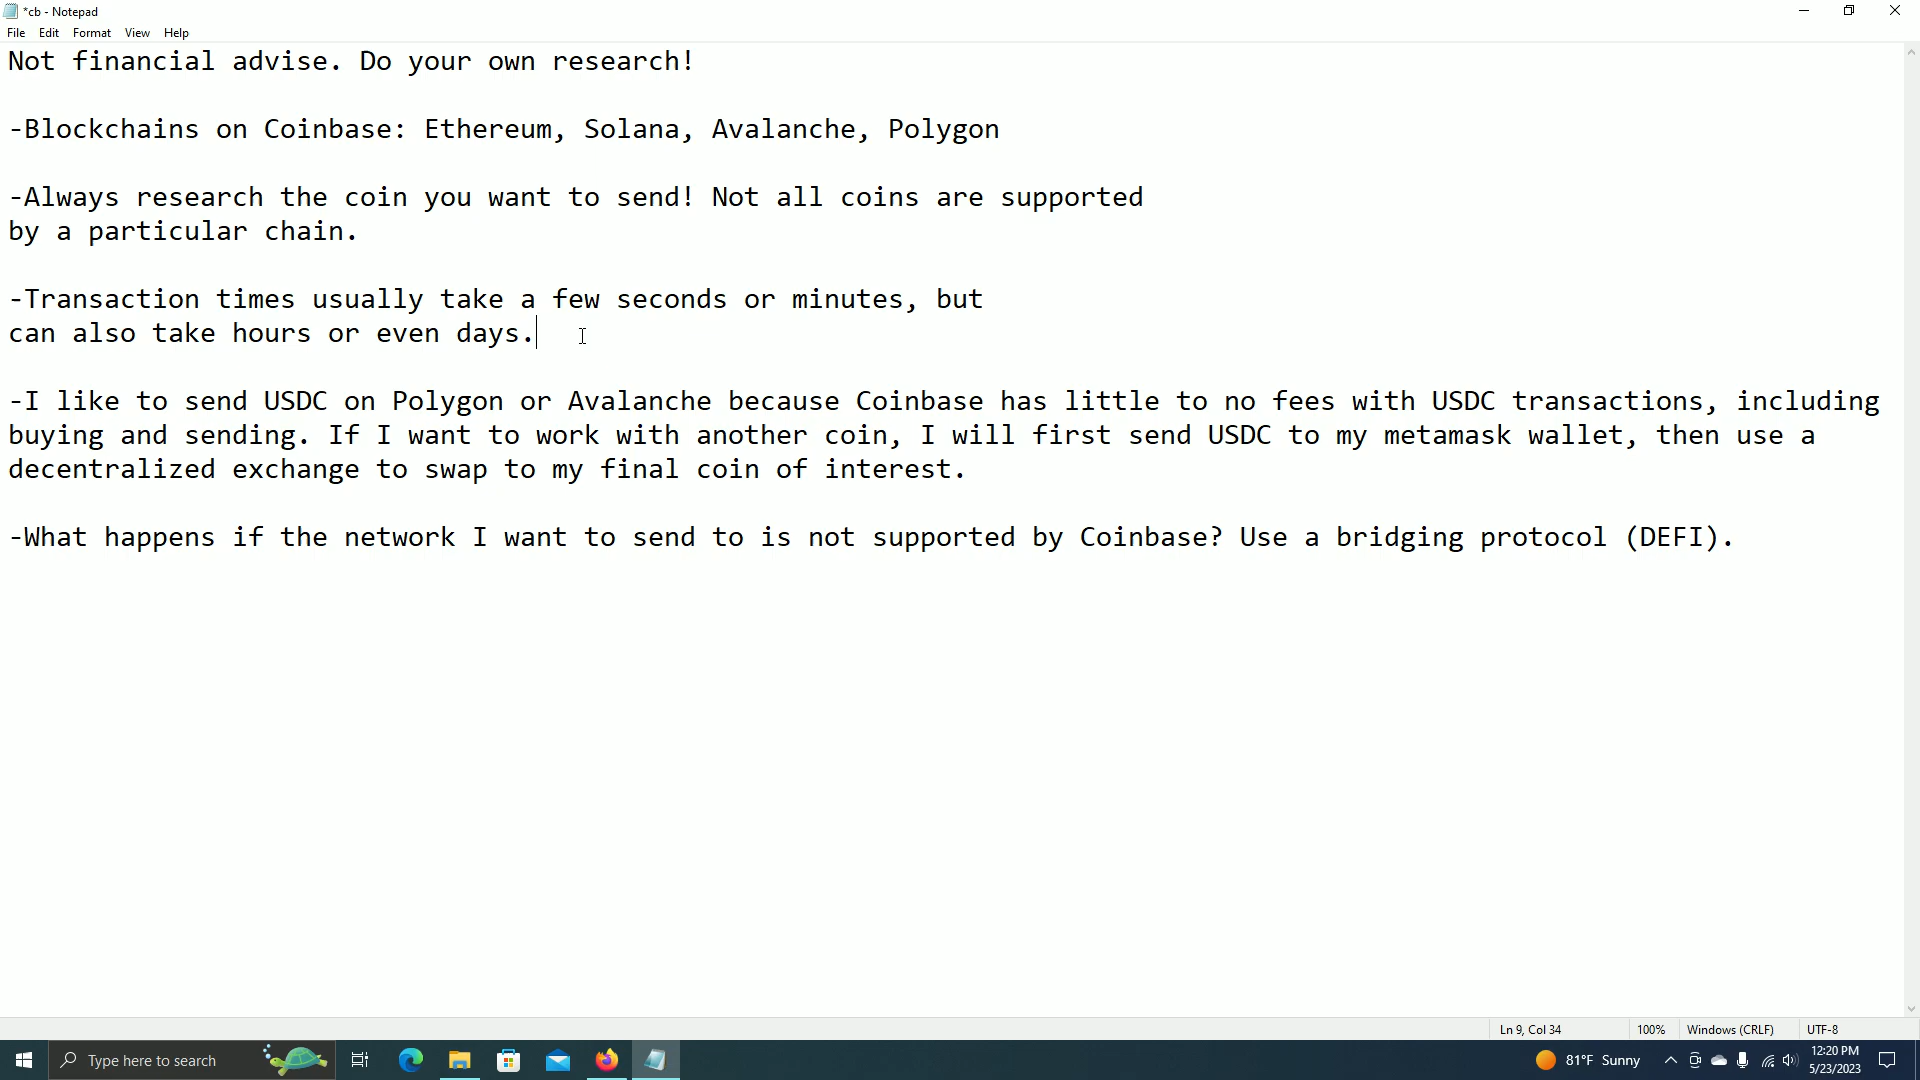 *cb - Notepad
File Edit Format View Help
Not financial advise. Do your own research!
-Blockchains on Coinbase: Ethereum, Solana, Avalanche, Polygon
-Always research the coin you want to send! Not all coins are supported
by a particular chain.
-Transaction times usually take a few seconds or minutes, but
can also take hours or even days.
-I like to send USDC on Polygon or Avalanche because Coinbase has little to no fees with USDC transactions, including
buying and sending. If I want to work with another coin, I will first send USDC to my metamask wallet, then use a
decentralized exchange to swap to my final coin of interest.
-What happens if the network I want to send to is not supported by Coinbase? Use a bridging protocol (DEFI).
Ln 9, Col 34 100% Windows (CRLF) UTF-8
Type here to search 81°F Sunny 12:20 PM
5/23/2023